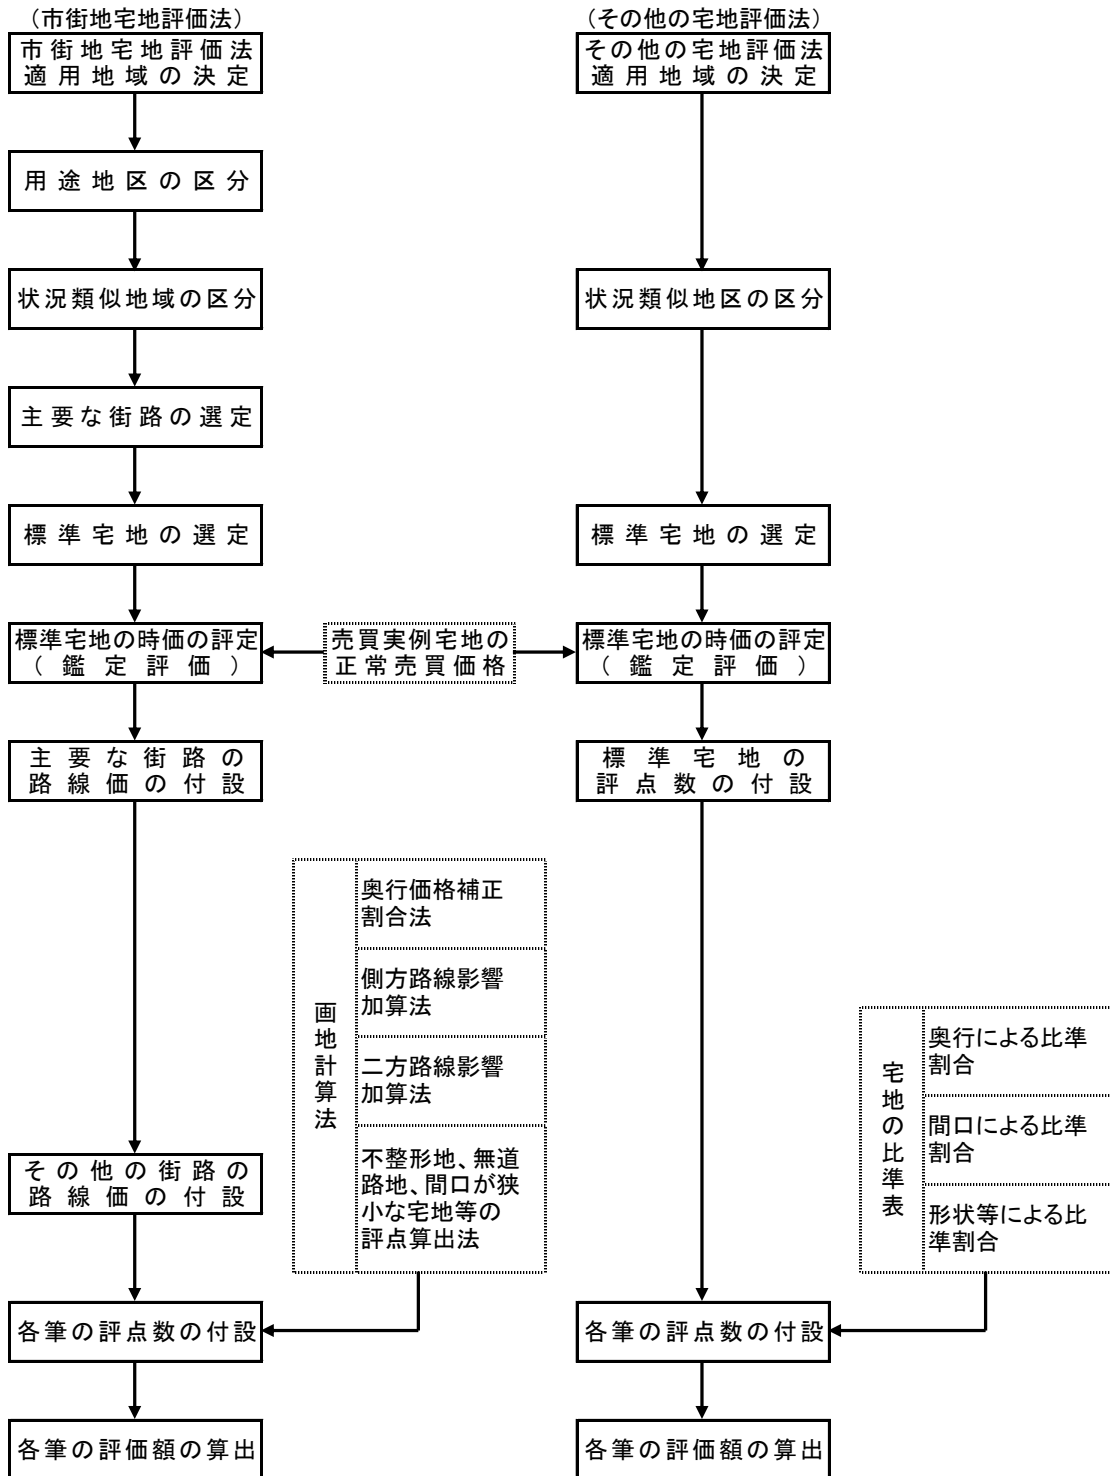 （市街地宅地評価法）
市街地宅地評価法
適用地域の決定
用途地区の区分
状況類似地域の区分
主要な街路の選定
標準宅地の選定
標準宅地の時価の評定
（鑑定評価）
主要な街路の
路線価の付設
その他の街路の
路線価の付設
各筆の評点数の付設
各筆の評価額の算出
売買実例宅地の
正常売買価格
画地計算法
奥行価格補正
割合法
側方路線影響
加算法
二方路線影響
加算法
不整形地、無道
路地、間口が狭
小な宅地等の
評点算出法
（その他の宅地評価法）
その他の宅地評価法
適用地域の決定
状況類似地区の区分
標準宅地の選定
標準宅地の時価の評定
（鑑定評価）
標準宅地の
評点数の付設
各筆の評点数の付設
各筆の評価額の算出
宅地の比準表
奥行による比準
割合
間口による比準
割合
形状等による比
準割合